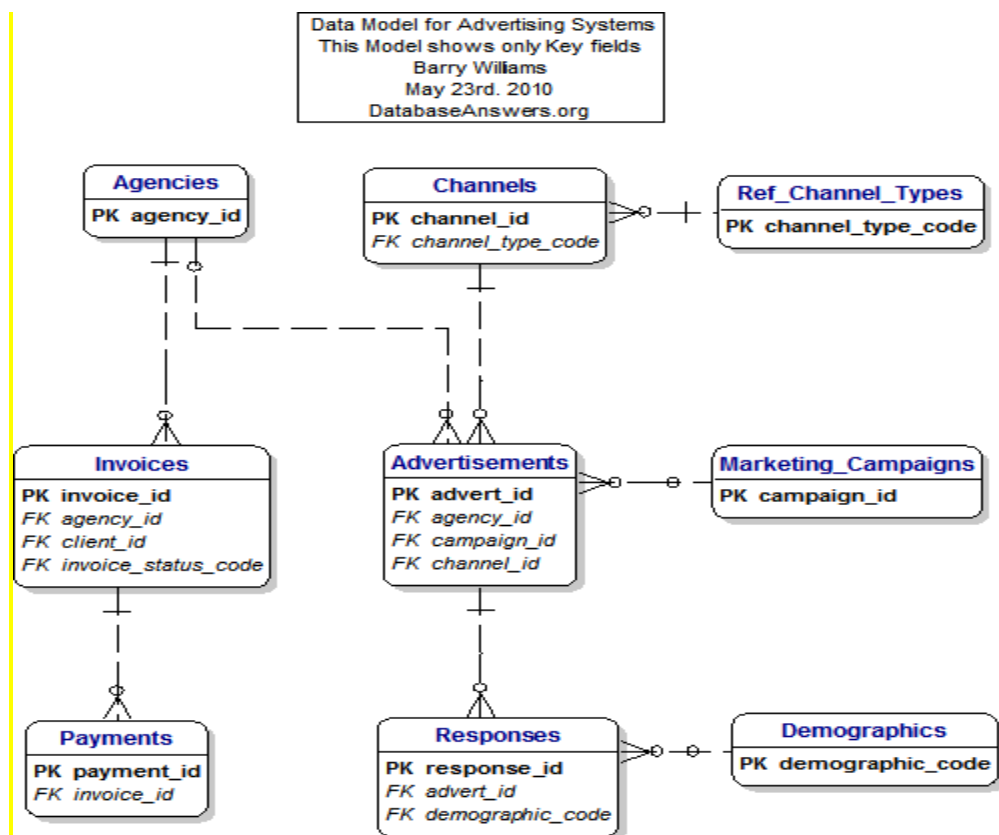 Data Model for Advertising Systems
This Model shows only Key fields
Barry Williams
May 23rd. 2010
DatabaseAnswers.org
Agencies
PK agency_id
Channels
PK channel_id
FK channel_type_code
Ref_Channel_Types
PK channel_type_code
Invoices
PK invoice_id
FK agency_id
FK client_id
FK invoice_status_code
Advertisements
PK advert_id
FK agency_id
FK campaign_id
FK channel_id
Marketing_Campaigns
PK campaign_id
Payments
PK payment_id
FK invoice_id
Responses
PK response_id
FK advert_id
FK demographic_code
Demographics
PK demographic_code